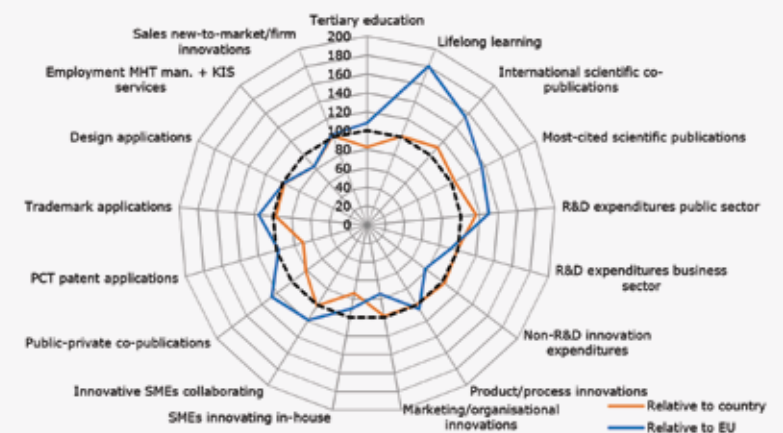 Tertiary education
200
180
160
140
120
100
80
60
40
20
0
Lifelong learning
International scientific co-
publications
Most-cited scientific publications
R&D expenditures public sector
R&D expenditures business
sector
Non-R&D innovation
expenditures
Product/process innovations
Marketing/organisational
innovations
SMEs innovating in-house
Innovative SMEs collaborating
Public-private co-publications
PCT patent applications
Trademark applications
Design applications
Employment MHT man. + KIS
services
Sales new-to-market/firm
innovations
Relative to country
Relative to EU